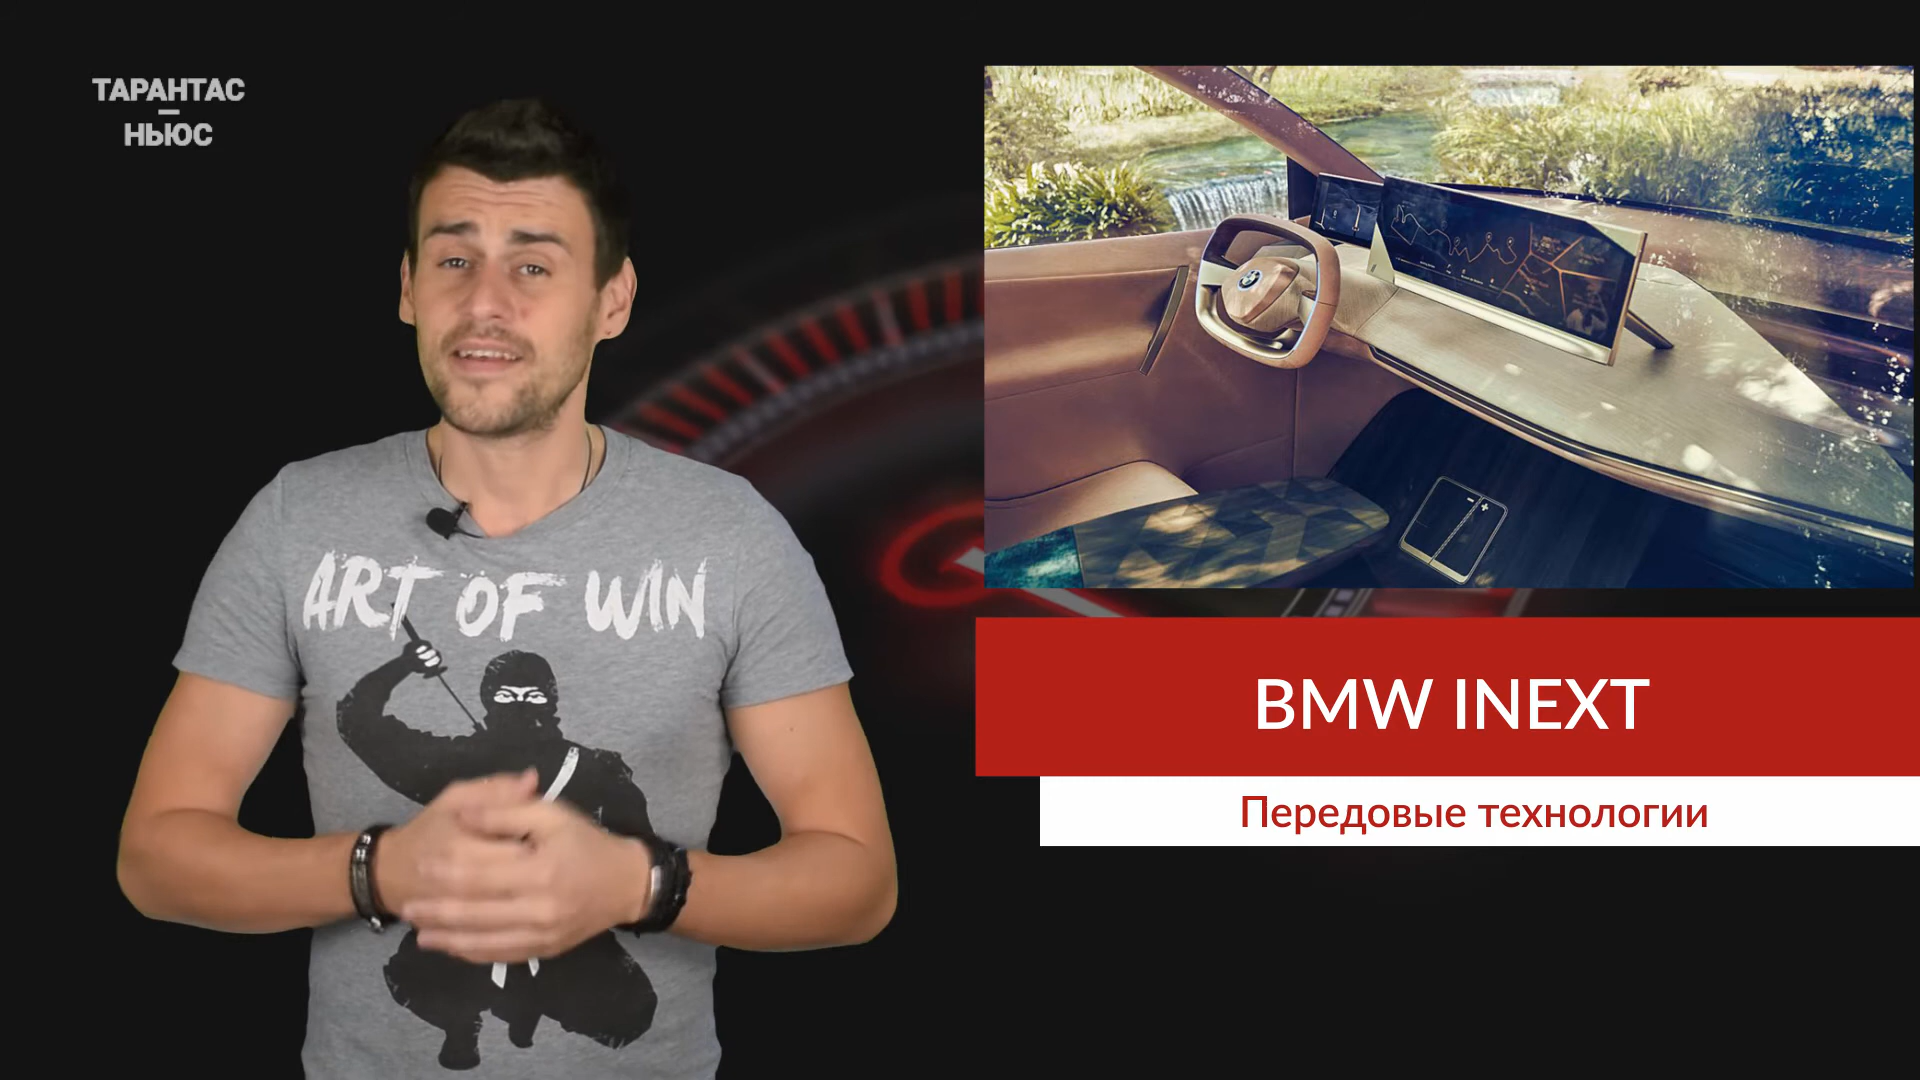 ТАРАНТАС
–
НЬЮС
ART OF WIN
BMW INEXT
Передовые технологии